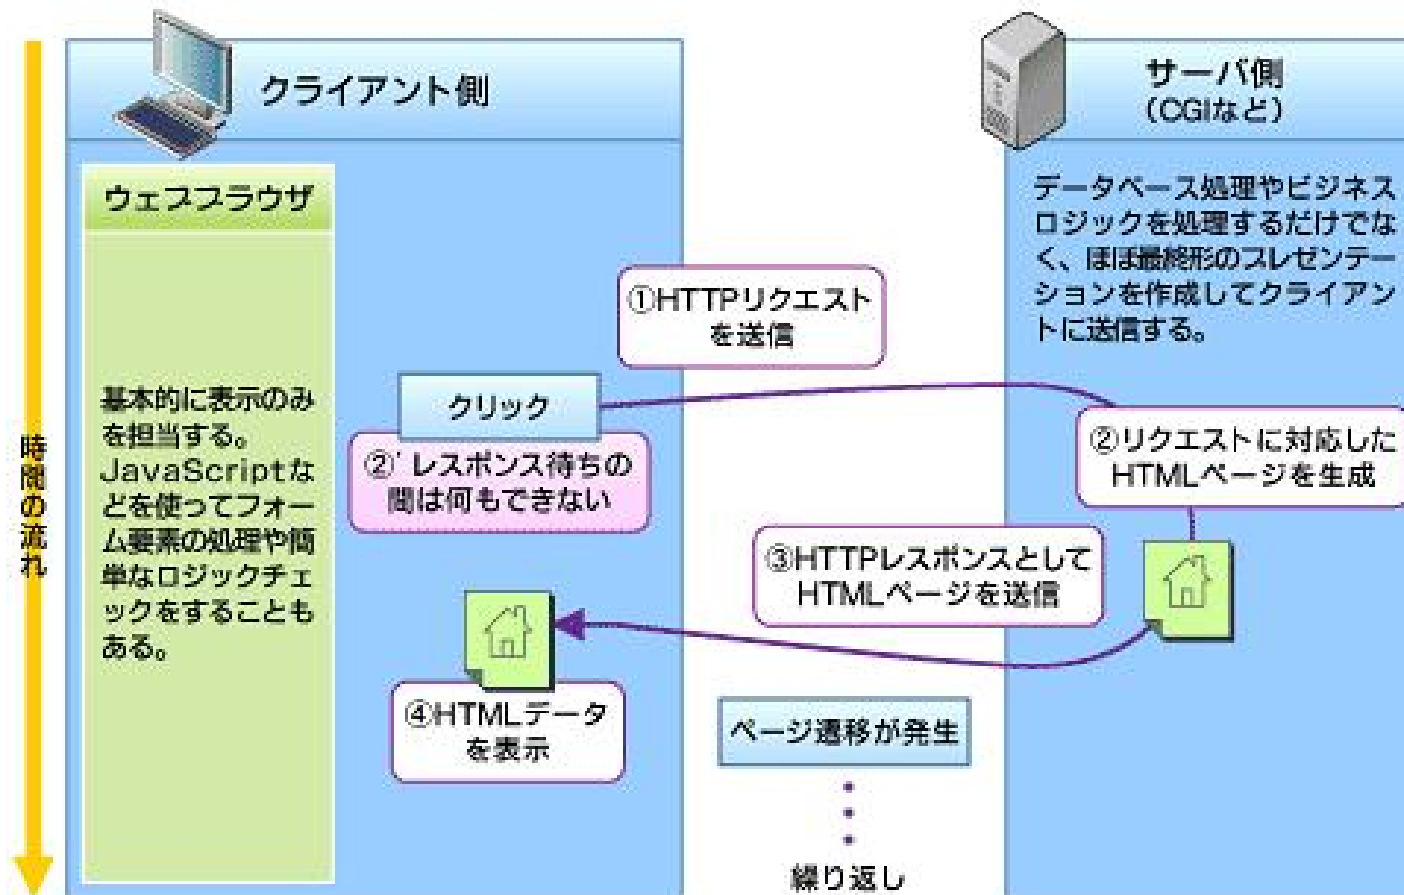 クライアント側
サーバ側
(CGIなど)
ウェブブラウザ
データベース処理やビジネス
ロジックを処理するだけでな
く、ほぼ最終形のプレゼンテー
ションを作成してクライアン
トに送信する。
①HTTPリクエスト
を送信
基本的に表示のみ
を担当する。
JavaScriptな
どを使ってフォー
ム要素の処理や簡
単なロジックチェ
ックをすることも
ある。
クリック
②' レスポンス待ちの
間は何もできない
②リクエストに対応した
HTMLページを生成
③HTTPレスポンスとして
HTMLページを送信
④HTMLデータ
を表示
ページ遷移が発生
繰り返し
時間の流れ